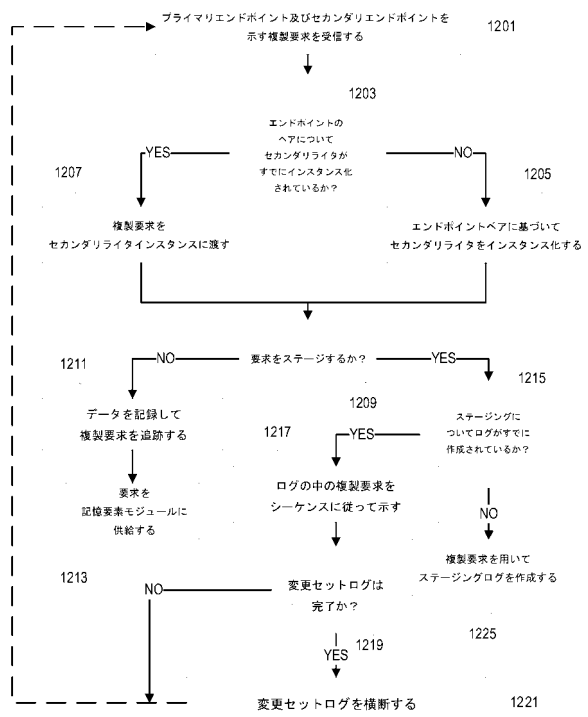 プライマリエンドポイント及びセカンダリエンドポイントを
示す複製要求を受信する
1201
1203
エンドポイントの
ペアについて
セカンダリライタが
すでにインスタンス化
されているか?
YES
NO
1207
1205
複製要求を
セカンダリライタインスタンスに渡す
エンドポイントペアに基づいて
セカンダリライタをインスタンス化する
要求をステージするか?
NO
YES
1211
1215
1209
データを記録して
複製要求を追跡する
1217
YES
ステージングに
ついてログがすでに
作成されているか?
ログの中の複製要求を
シーケンスに従って示す
要求を
記憶要素モジュールに
供給する
NO
複製要求を用いて
ステージングログを作成する
1213
NO
変更セットログは
完了か?
1225
YES
1219
変更セットログを横断する
1221